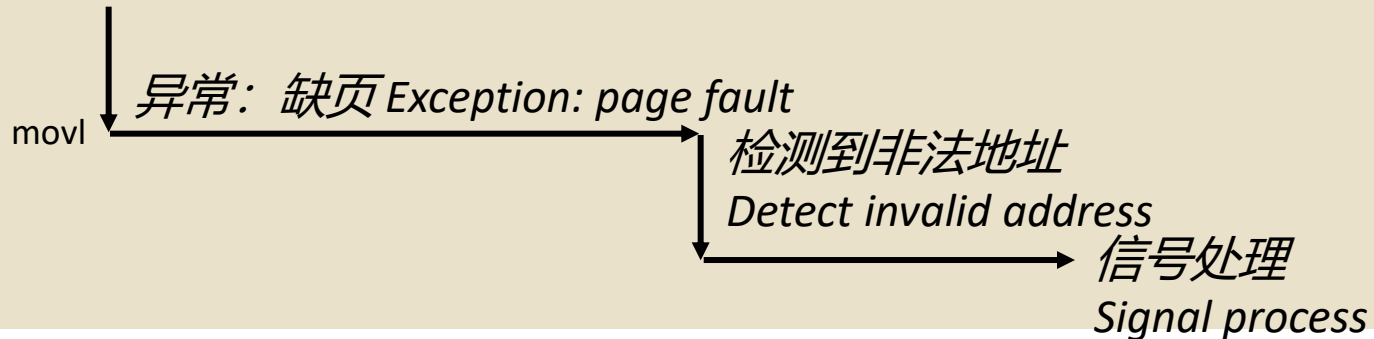 异常：缺页 Exception: page fault
movl
检测到非法地址
Detect invalid address
信号处理
Signal process